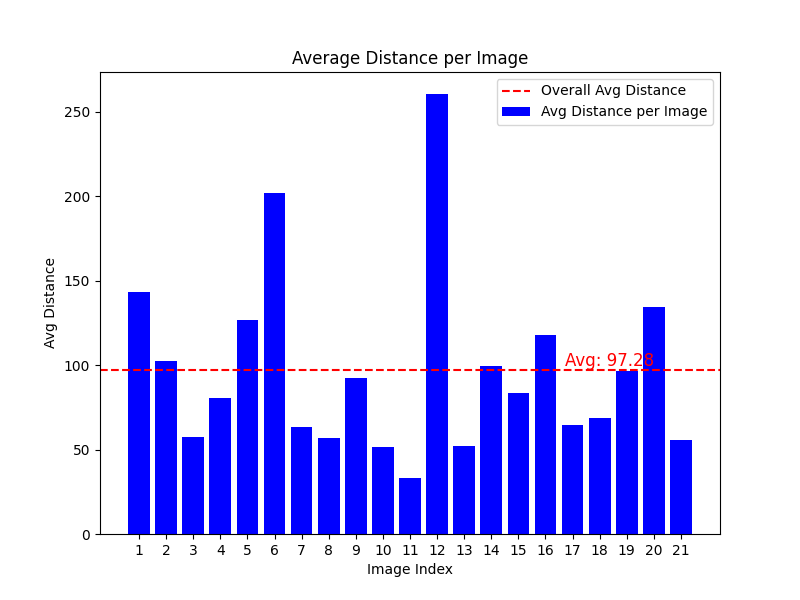 Average Distance per Image
Overall Avg Distance
Avg Distance per Image
250
200
150
100
50
0
Avg Distance
Avg: 97.28
1 2 3 4 5 6 7 8 9 10 11 12 13 14 15 16 17 18 19 20 21
Image Index